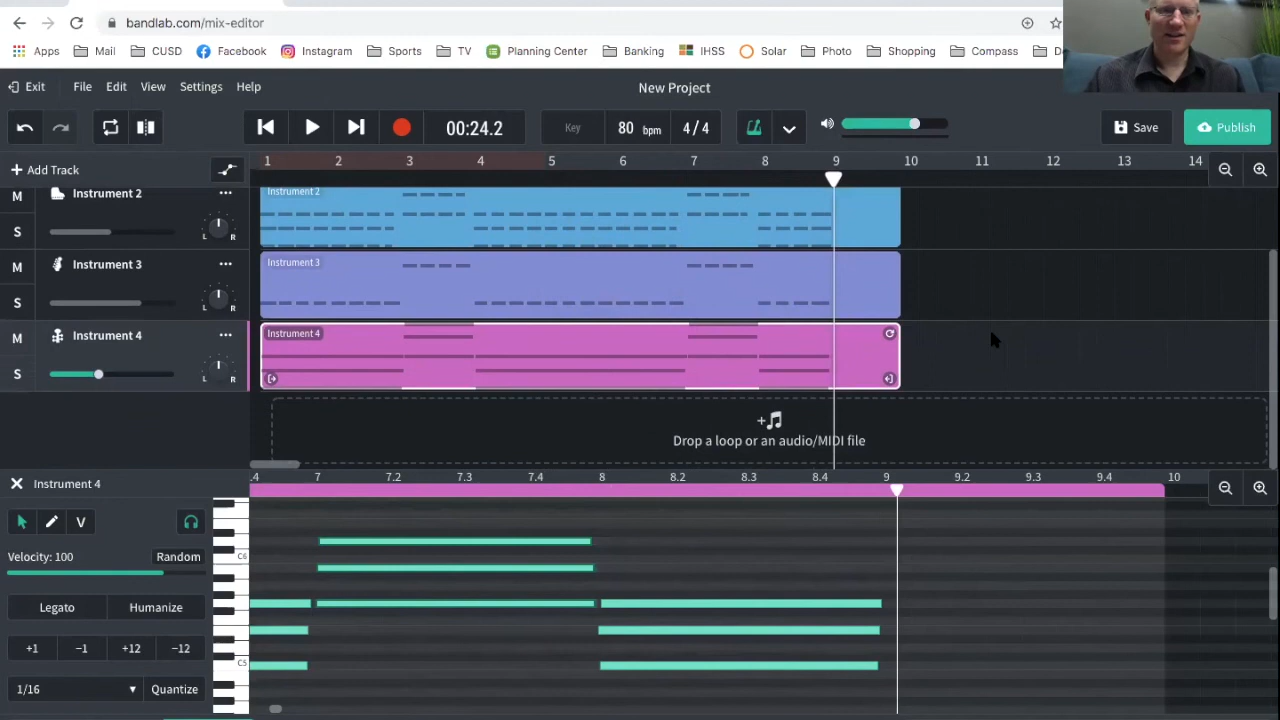 bandlab.com/mix-editor
Apps Mail CUSD Facebook Instagram Sports TV Planning Center Banking IHSS Solar Photo Shopping Compass
Exit File Edit View Settings Help New Project
00:24.2 Key 80 bpm 4/4 Save Publish
Add Track 1 2 3 4 5 6 7 8 9 10 11 12 13 14
M Instrument 2 Instrument 2
S L R
M Instrument 3 Instrument 3
S L R
M Instrument 4 Instrument 4
S L R
Drop a loop or an audio/MIDI file
Instrument 4 .4 7 7.2 7.3 7.4 8 8.2 8.3 8.4 9 9.2 9.3 9.4 10
V
Velocity: 100 Random C6
Legato Humanize
+1 -1 +12 -12 C5
1/16 Quantize